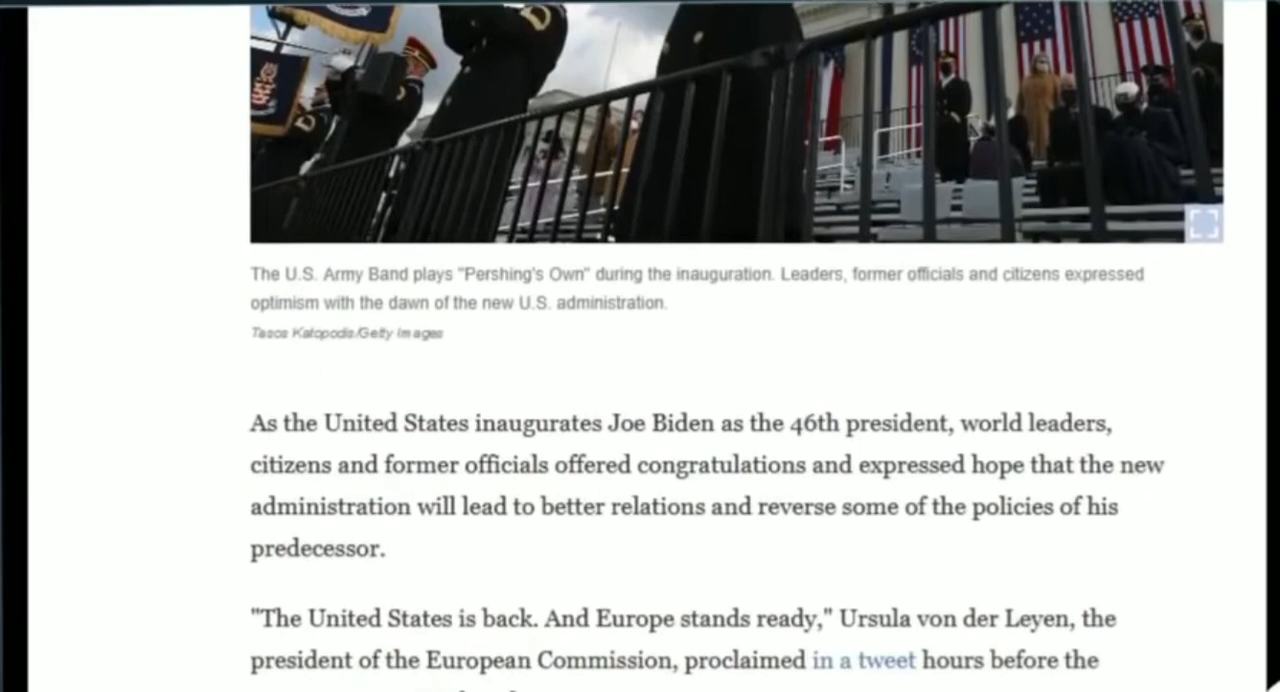 The U.S. Army Band plays "Pershing's Own" during the inauguration. Leaders, former officials and citizens expressed
optimism with the dawn of the new U.S. administration.
Tasos Katopodis/Getty Images
As the United States inaugurates Joe Biden as the 46th president, world leaders,
citizens and former officials offered congratulations and expressed hope that the new
administration will lead to better relations and reverse some of the policies of his
predecessor.
"The United States is back. And Europe stands ready," Ursula von der Leyen, the
president of the European Commission, proclaimed in a tweet hours before the